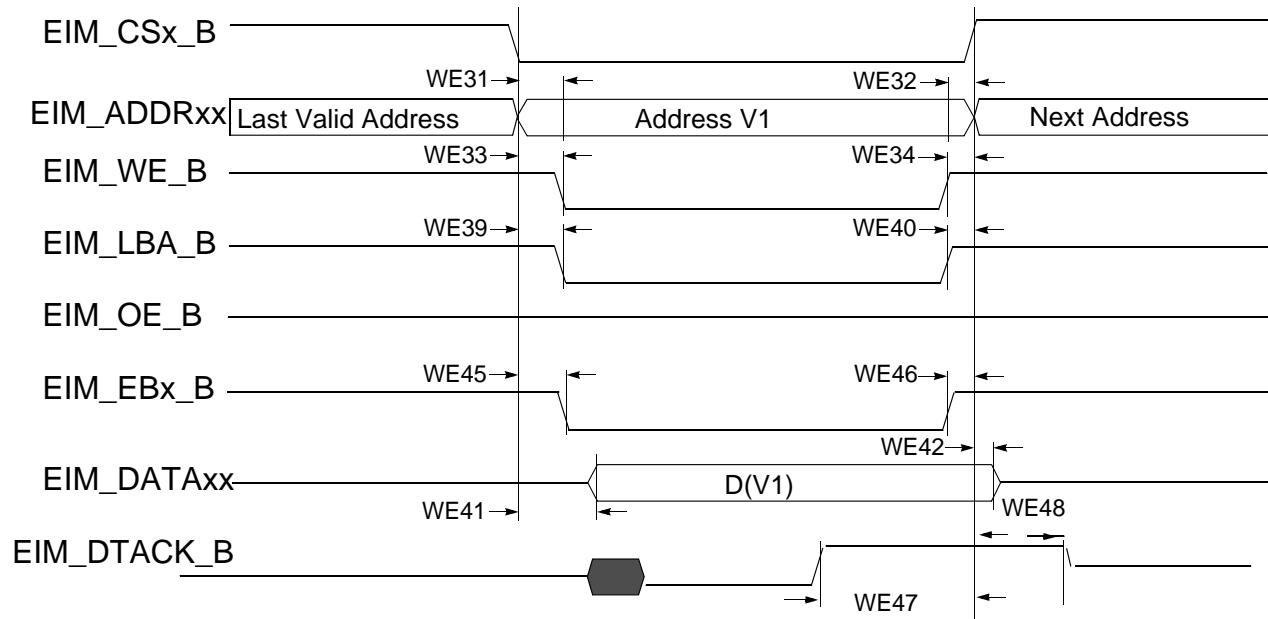 EIM_CSx_B
WE31
WE32
EIM_ADDRxx
Last Valid Address
Address V1
Next Address
WE33
WE34
EIM_WE_B
WE39
WE40
EIM_LBA_B
EIM_OE_B
WE45
WE46
EIM_EBx_B
WE42
EIM_DATAxx
D(V1)
WE41
WE48
EIM_DTACK_B
WE47